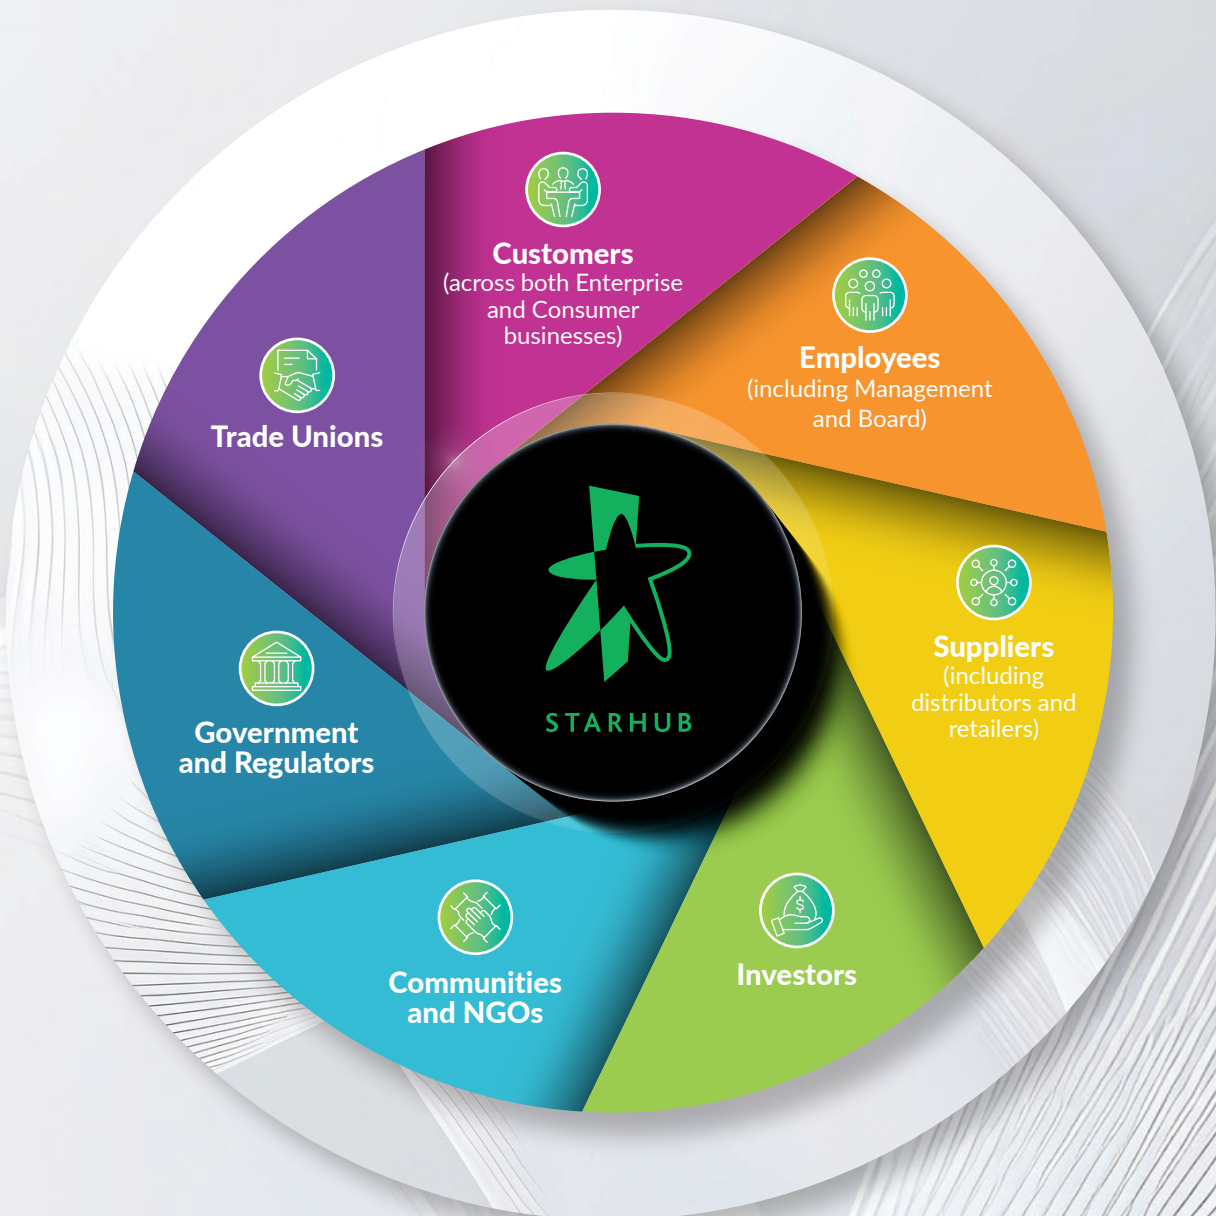 Customers
(across both Enterprise
and Consumer
businesses)
Employees
(including Management
and Board)
Suppliers
(including
distributors and
retailers)
Investors
Communities
and NGOs
Government
and Regulators
Trade Unions
$
STARHUB